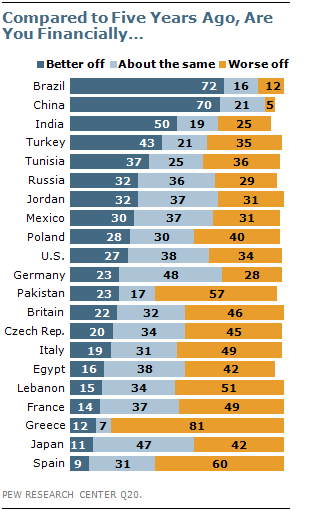 Compared to Five Years Ago, Are
You Financially...
Better off About the same Worse off
Brazil 72 16 12
China 70 21 5
India 50 19 25
Turkey 43 21 35
Tunisia 37 25 36
Russia 32 36 29
Jordan 32 37 31
Mexico 30 37 31
Poland 28 30 40
U.S. 27 38 34
Germany 23 48 28
Pakistan 23 17 57
Britain 22 32 46
Czech Rep. 20 34 45
Italy 19 31 49
Egypt 16 38 42
Lebanon 15 34 51
France 14 37 49
Greece 12 7 81
Japan 11 47 42
Spain 9 31 60
PEW RESEARCH CENTER Q20.